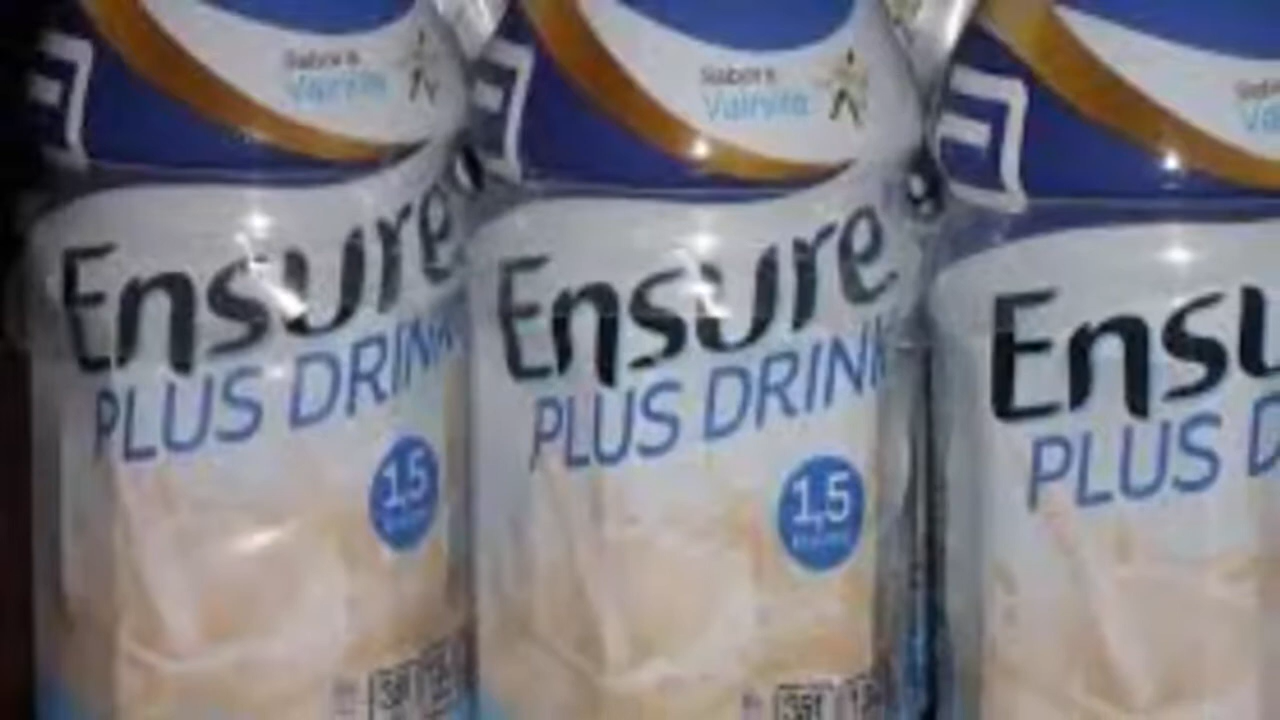 Sabor a
Vainilla
Ensure
PLUS DRINK
1,5
Sabor a
Vainilla
Ensure
PLUS DRINK
1,5
Ensu
PLUS D